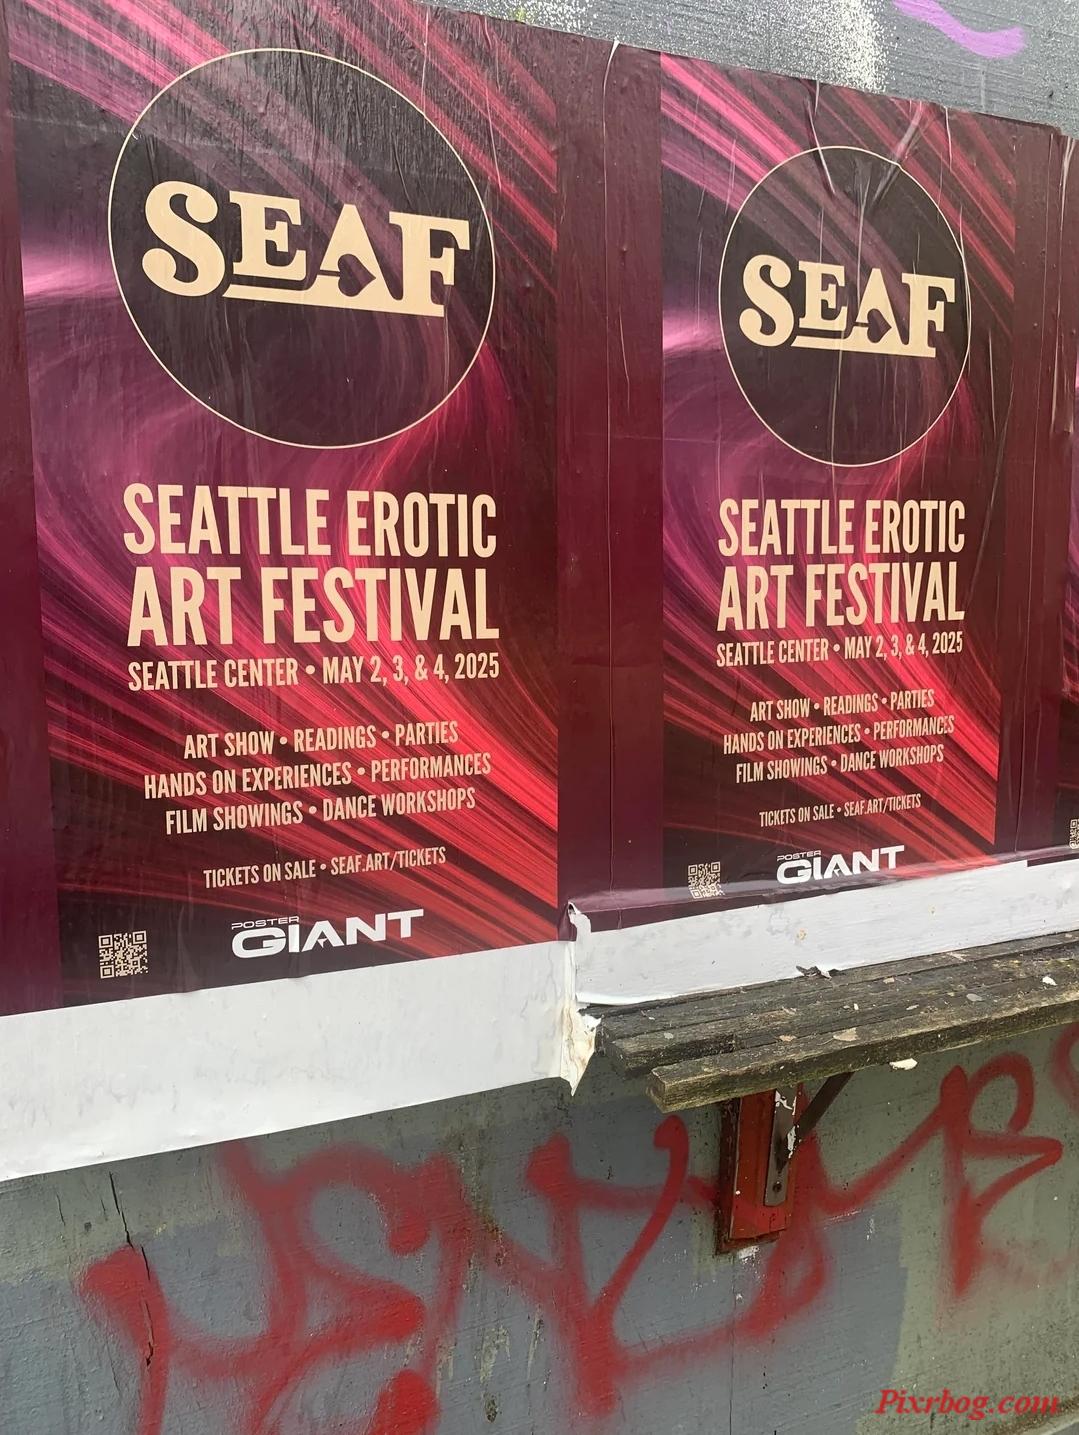 SEAF
SEATTLE EROTIC
ART FESTIVAL
SEATTLE CENTER • MAY 2, 3, & 4, 2025
ART SHOW • READINGS • PARTIES
HANDS ON EXPERIENCES • PERFORMANCES
FILM SHOWINGS • DANCE WORKSHOPS
TICKETS ON SALE • SEAF.ART/TICKETS
POSTER
GIANT
SEAF
SEATTLE EROTIC
ART FESTIVAL
SEATTLE CENTER • MAY 2, 3, & 4, 2025
ART SHOW • READINGS • PARTIES
HANDS ON EXPERIENCES • PERFORMANCES
FILM SHOWINGS • DANCE WORKSHOPS
TICKETS ON SALE • SEAF.ART/TICKETS
POSTER
GIANT
Pixrbog.com